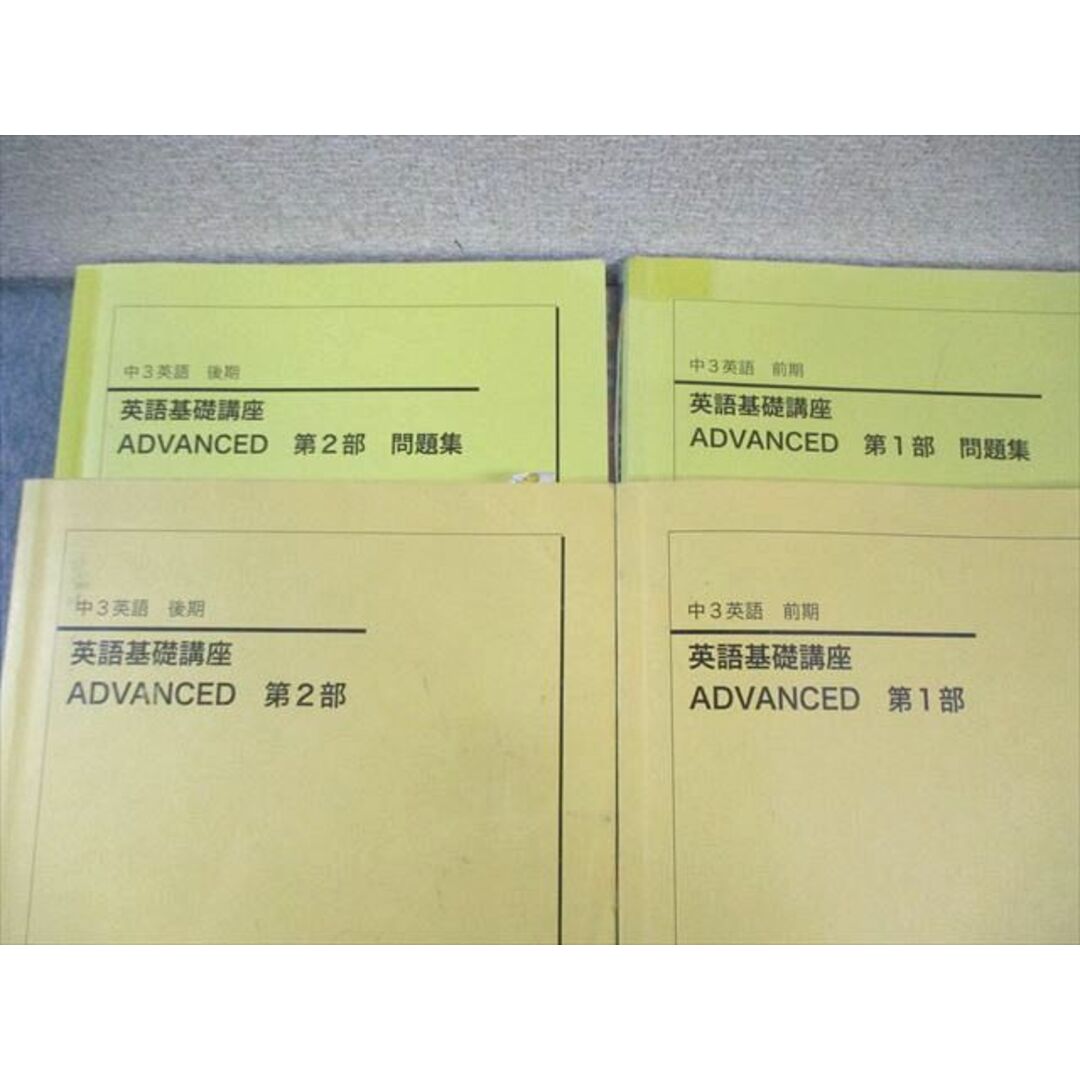 中3英語 後期
英語基礎講座
ADVANCED 第2部 問題集
中3英語 前期
英語基礎講座
ADVANCED 第1部 問題集
中3英語 後期
英語基礎講座
ADVANCED 第2部
中3英語 前期
英語基礎講座
ADVANCED 第1部